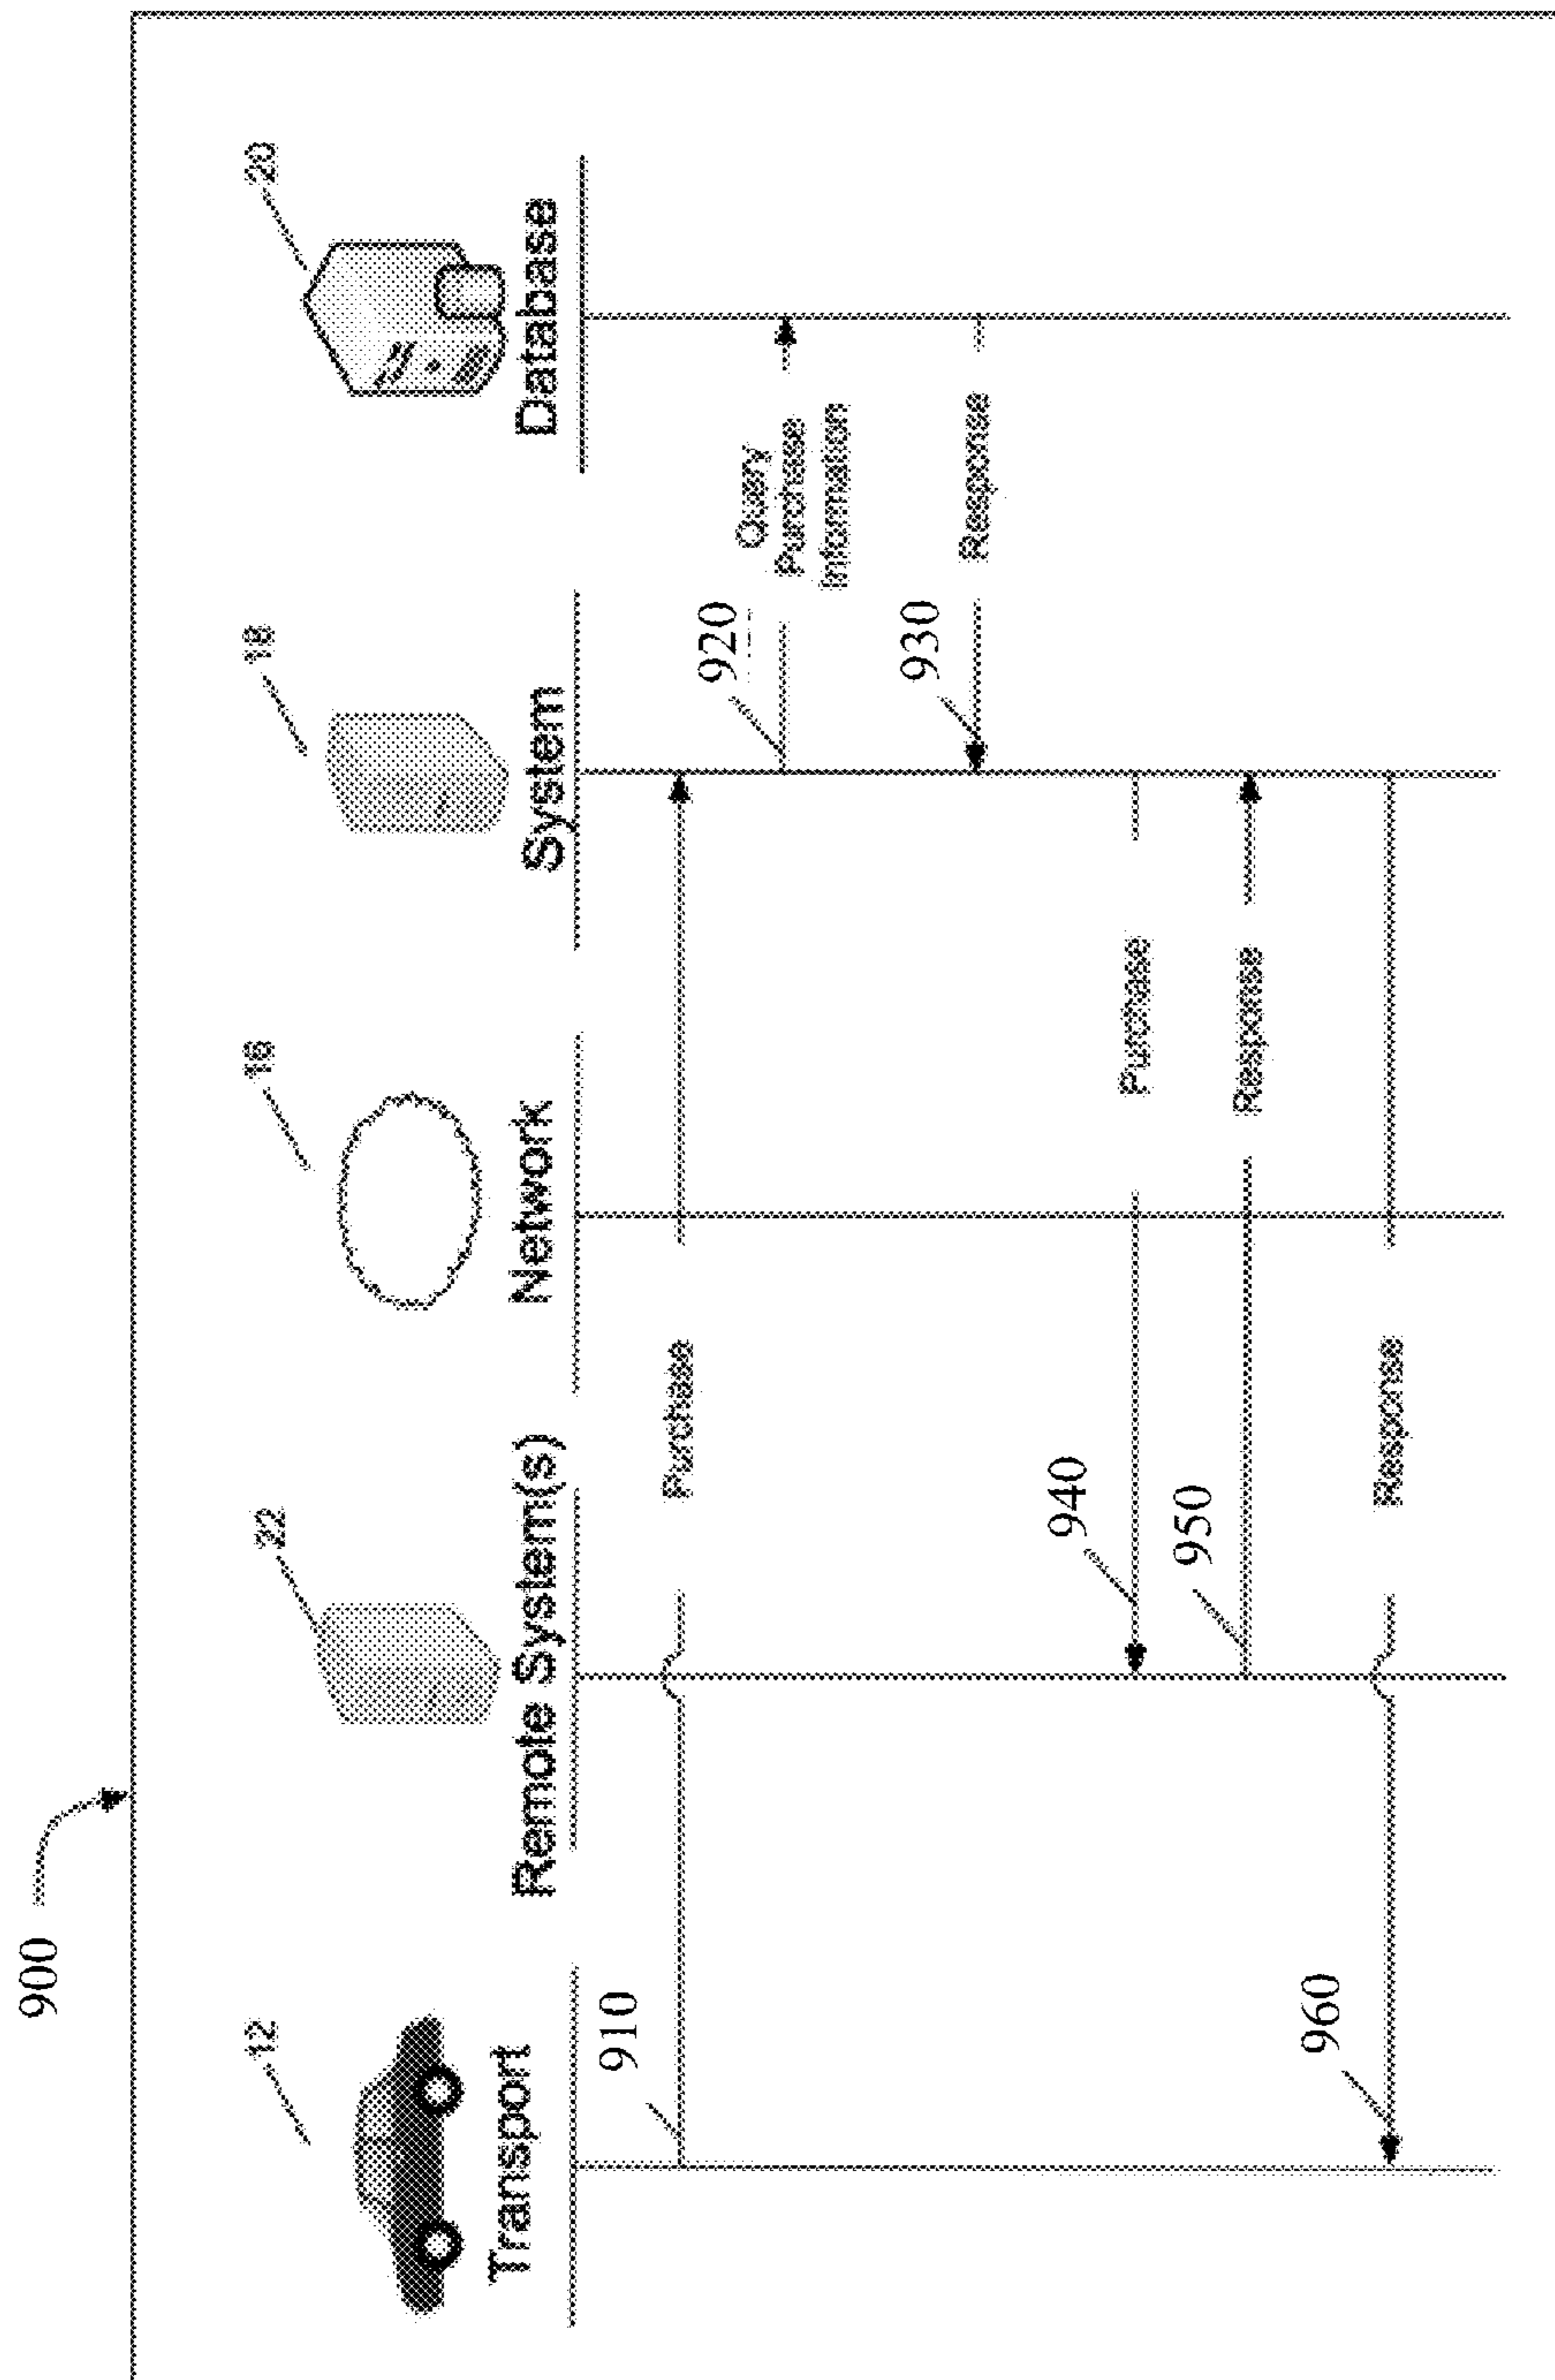 900
12
22
16
18
20
Transport
Remote System(s)
Network
System
Database
910
Purchase
920
Query
Purchase
Information
930
Response
940
Purchase
950
Response
960
Response